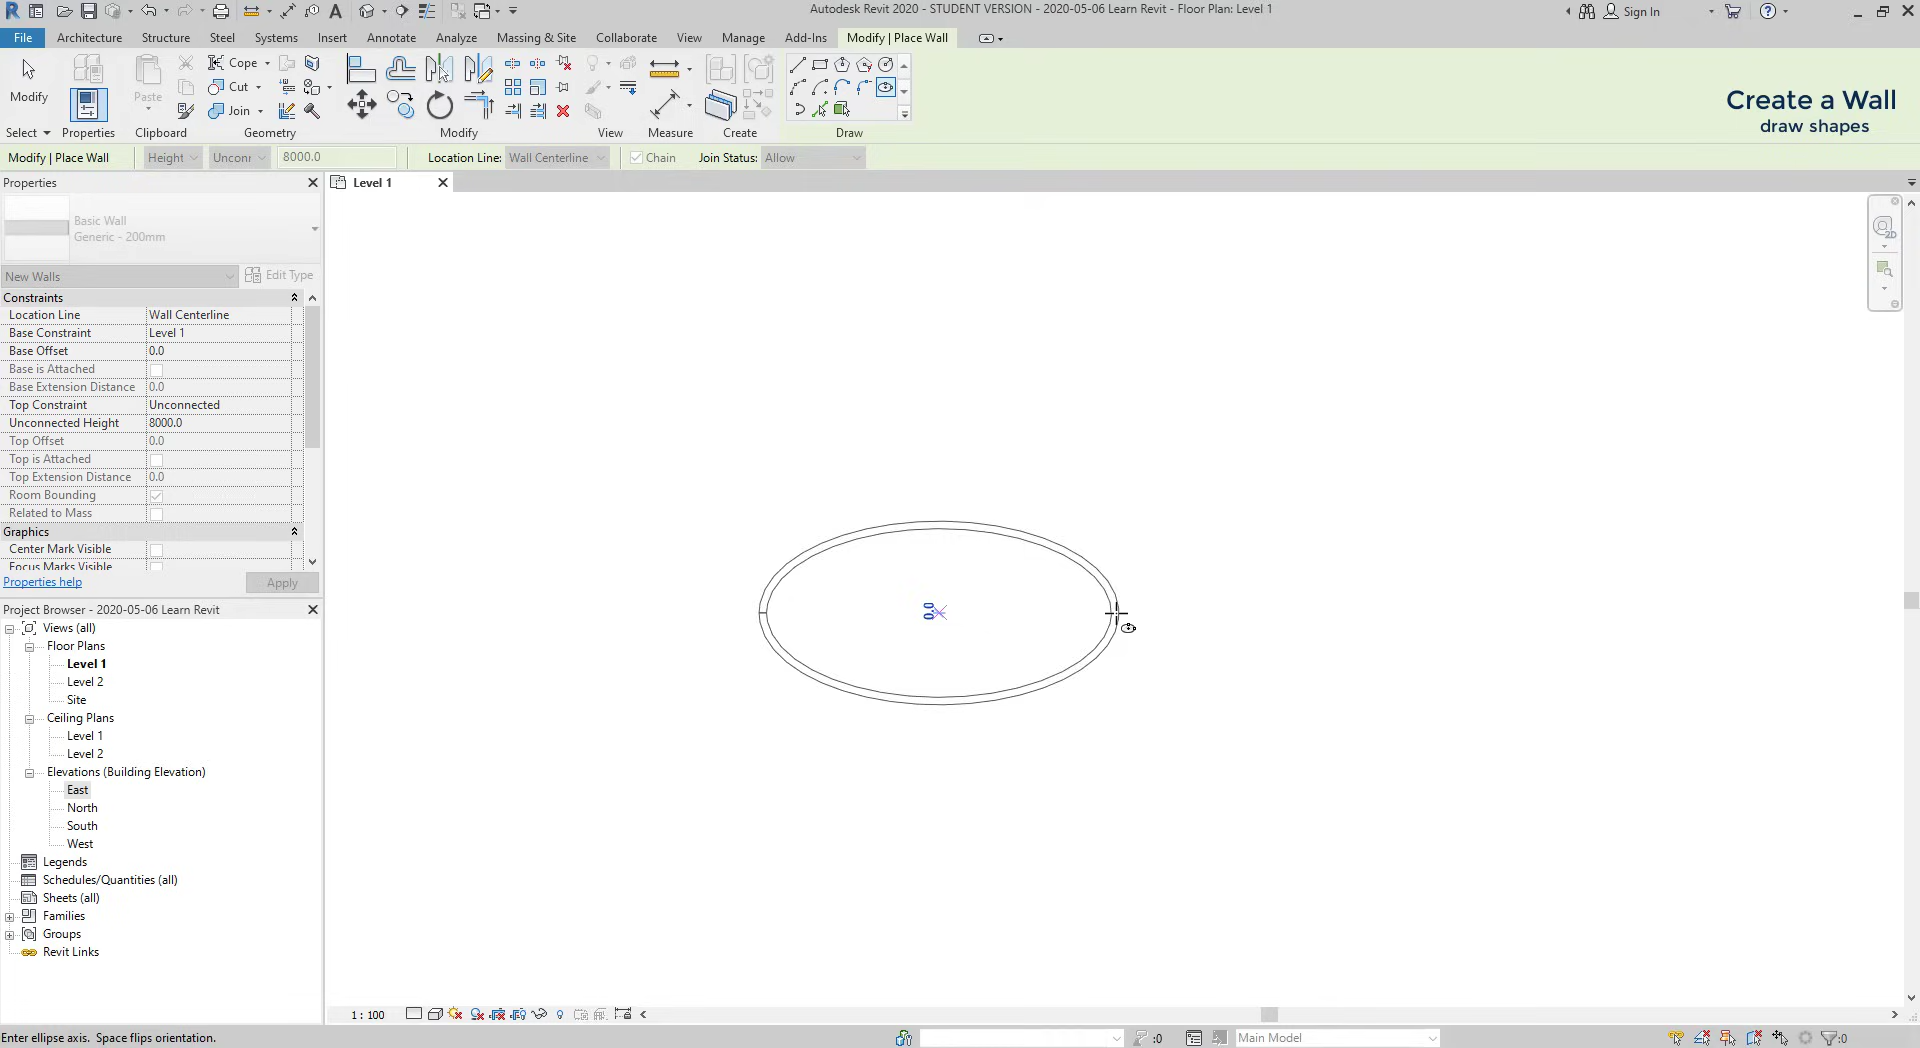 Autodesk Revit 2020 - STUDENT VERSION - 2020-05-06 Learn Revit - Floor Plan: Level 1
Sign In
File Architecture Structure Steel Systems Insert Annotate Analyze Massing & Site Collaborate View Manage Add-Ins Modify | Place Wall
Modify
Paste
Cope
Cut
Join
Select Properties Clipboard Geometry Modify View Measure Create Draw
Create a Wall
draw shapes
Modify | Place Wall Height Unconr 8000.0 Location Line: Wall Centerline Chain Join Status: Allow
Properties
Level 1
Basic Wall
Generic - 200mm
New Walls Edit Type
Constraints
Location Line Wall Centerline
Base Constraint Level 1
Base Offset 0.0
Base is Attached
Base Extension Distance 0.0
Top Constraint Unconnected
Unconnected Height 8000.0
Top Offset 0.0
Top is Attached
Top Extension Distance 0.0
Room Bounding
Related to Mass
Graphics
Center Mark Visible
Focus Marks Visible
Properties help Apply
Project Browser - 2020-05-06 Learn Revit
Views (all)
Floor Plans
Level 1
Level 2
Site
Ceiling Plans
Level 1
Level 2
Elevations (Building Elevation)
East
North
South
West
Legends
Schedules/Quantities (all)
Sheets (all)
Families
Groups
Revit Links
0.0
2D
1 : 100
Enter ellipse axis. Space flips orientation.
:0
Main Model
:0